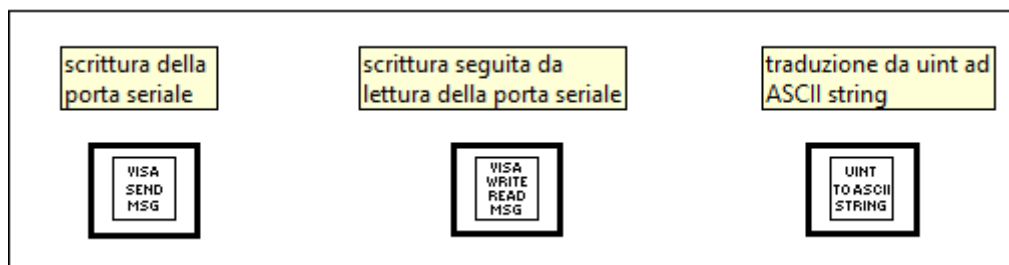 scrittura della
porta seriale
scrittura seguita da
lettura della porta seriale
traduzione da uint ad
ASCII string
VISA
SEND
MSG
VISA
WRITE
READ
MSG
UINT
TO ASCII
STRING